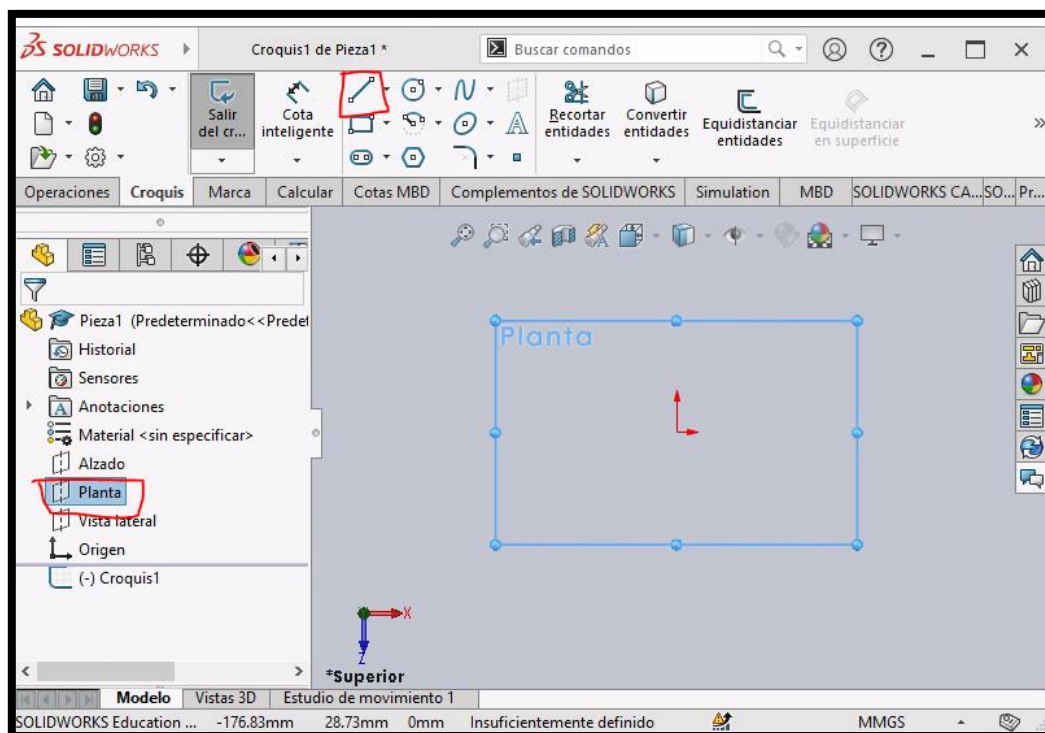 SOLIDWORKS
Croquis1 de Pieza1 *
Buscar comandos
Salir del cr...
Cota inteligente
Recortar entidades
Convertir entidades
Equidistanciar entidades
Equidistanciar en superficie
Operaciones Croquis Marca Calcular Cotas MBD Complementos de SOLIDWORKS Simulation MBD SOLIDWORKS CA... SO... Pr...
Pieza1 (Predeterminado<<Predet
Historial
Sensores
Anotaciones
Material <sin especificar>
Alzado
Planta
Vista lateral
Origen
(-) Croquis1
Planta
X
Z
*Superior
Modelo Vistas 3D Estudio de movimiento 1
SOLIDWORKS Education ... -176.83mm 28.73mm 0mm Insuficientemente definido MMGS